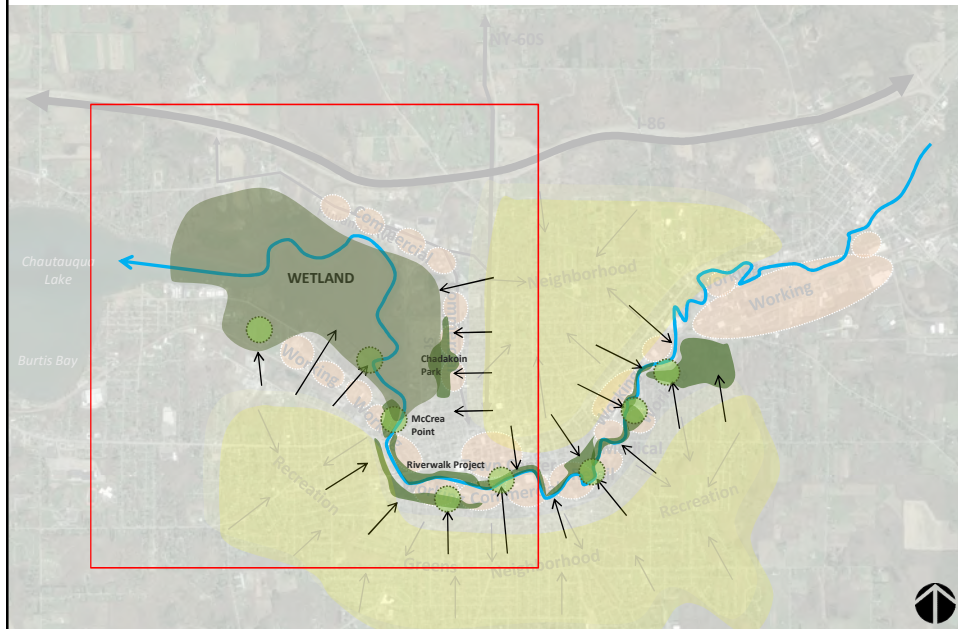 NY-60S
I-86
Commercial
Chautauqua
Lake
WETLAND
Neighborhood
Working
Working
Burtis Bay
Chadakoin
Park
McCrea
Point
Riverwalk Project
Commercial
Recreation
Recreation
Greens
Neighborhood